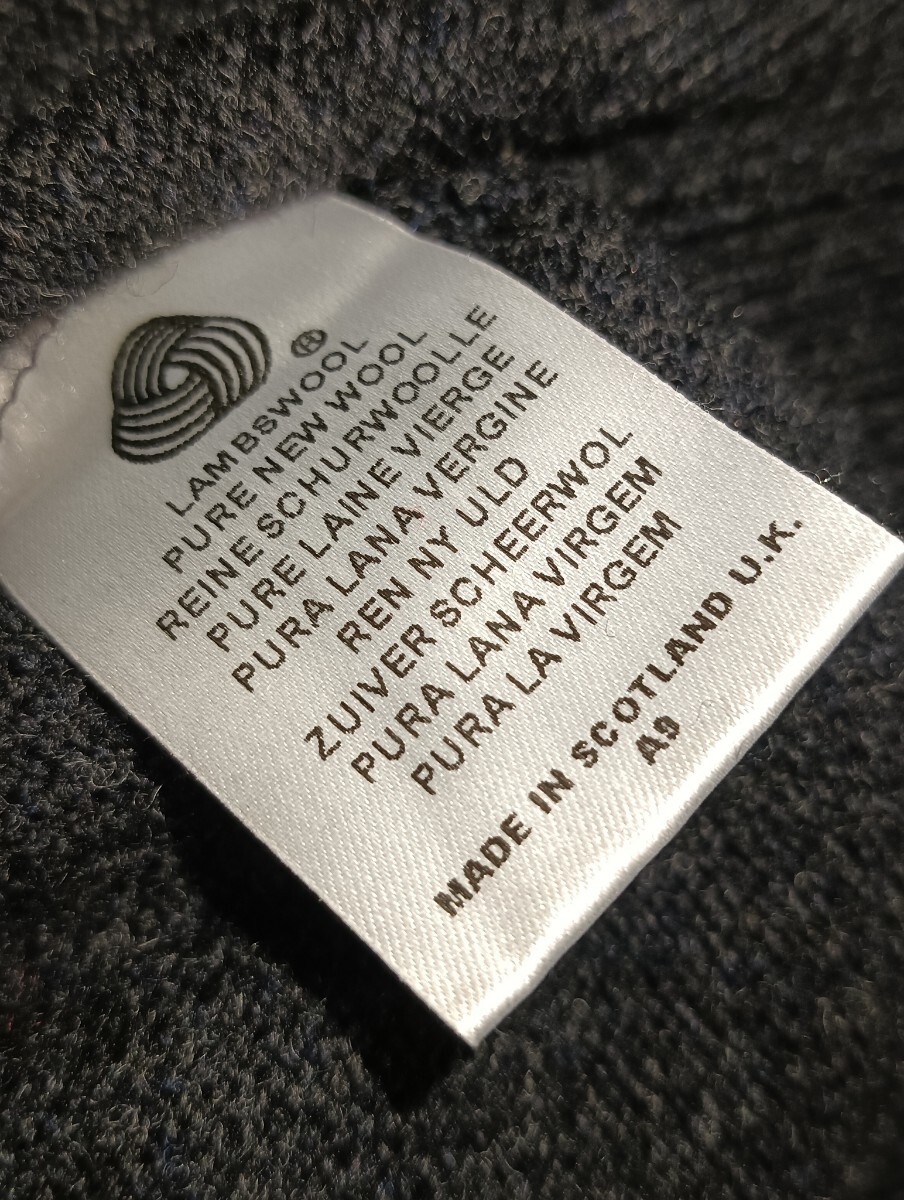 ®
LAMBSWOOL
PURE NEW WOOL
REINE SCHURWOOLLE
PURE LAINE VIERGE
PURA LANA VERGINE
REN NY ULD
ZUIVER SCHEERWOL
PURA LANA VIRGEM
PURA LA VIRGEM
MADE IN SCOTLAND U.K.
A9